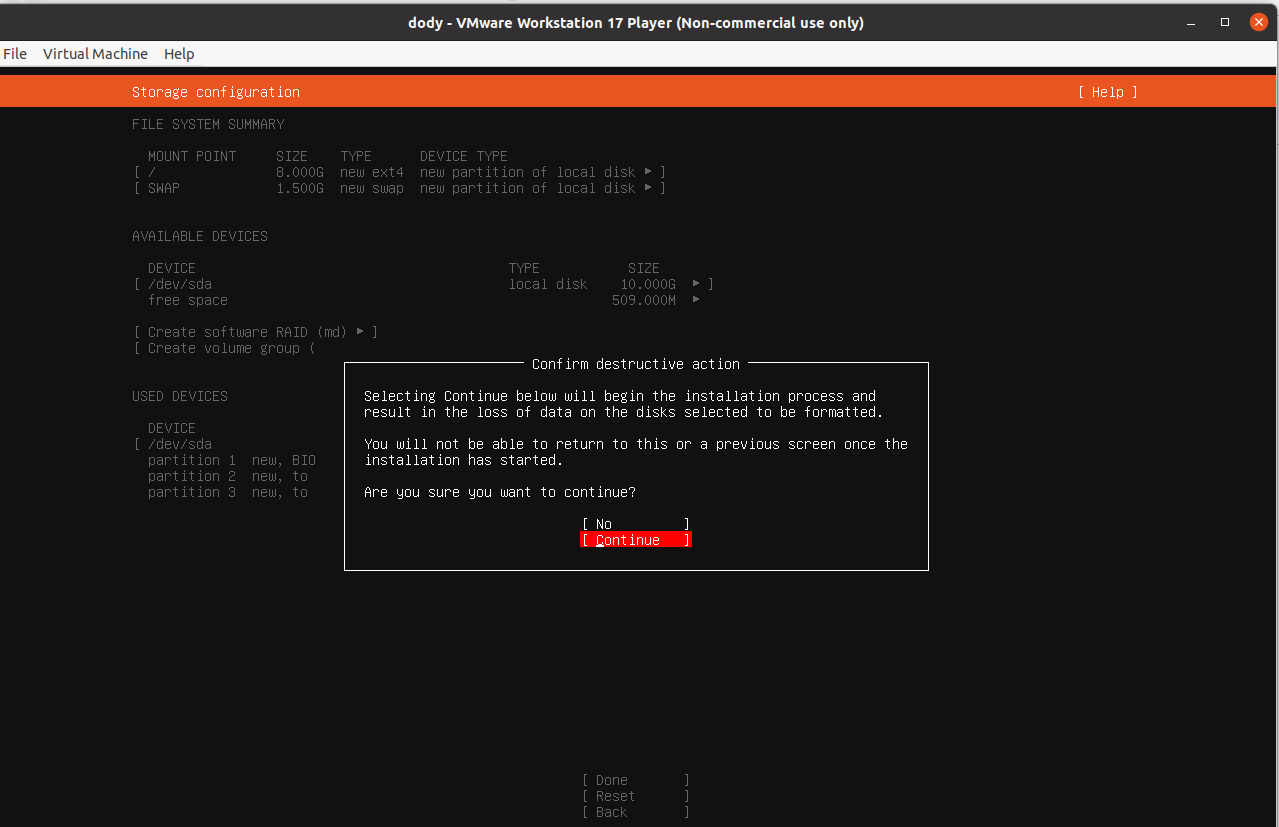 dody - VMware Workstation 17 Player (Non-commercial use only)
File Virtual Machine Help
Storage configuration [ Help ]
FILE SYSTEM SUMMARY
MOUNT POINT SIZE TYPE DEVICE TYPE
[ / 8.000G new ext4 new partition of local disk ▸ ]
[ SWAP 1.500G new swap new partition of local disk ▸ ]
AVAILABLE DEVICES
DEVICE TYPE SIZE
[ /dev/sda local disk 10.000G ▸ ]
free space 509.000M ▸
[ Create software RAID (md) ▸ ]
[ Create volume group (
USED DEVICES
DEVICE
[ /dev/sda
partition 1 new, BIO
partition 2 new, to
partition 3 new, to
Confirm destructive action
Selecting Continue below will begin the installation process and
result in the loss of data on the disks selected to be formatted.
You will not be able to return to this or a previous screen once the
installation has started.
Are you sure you want to continue?
[ No ]
[ Continue ]
[ Done ]
[ Reset ]
[ Back ]